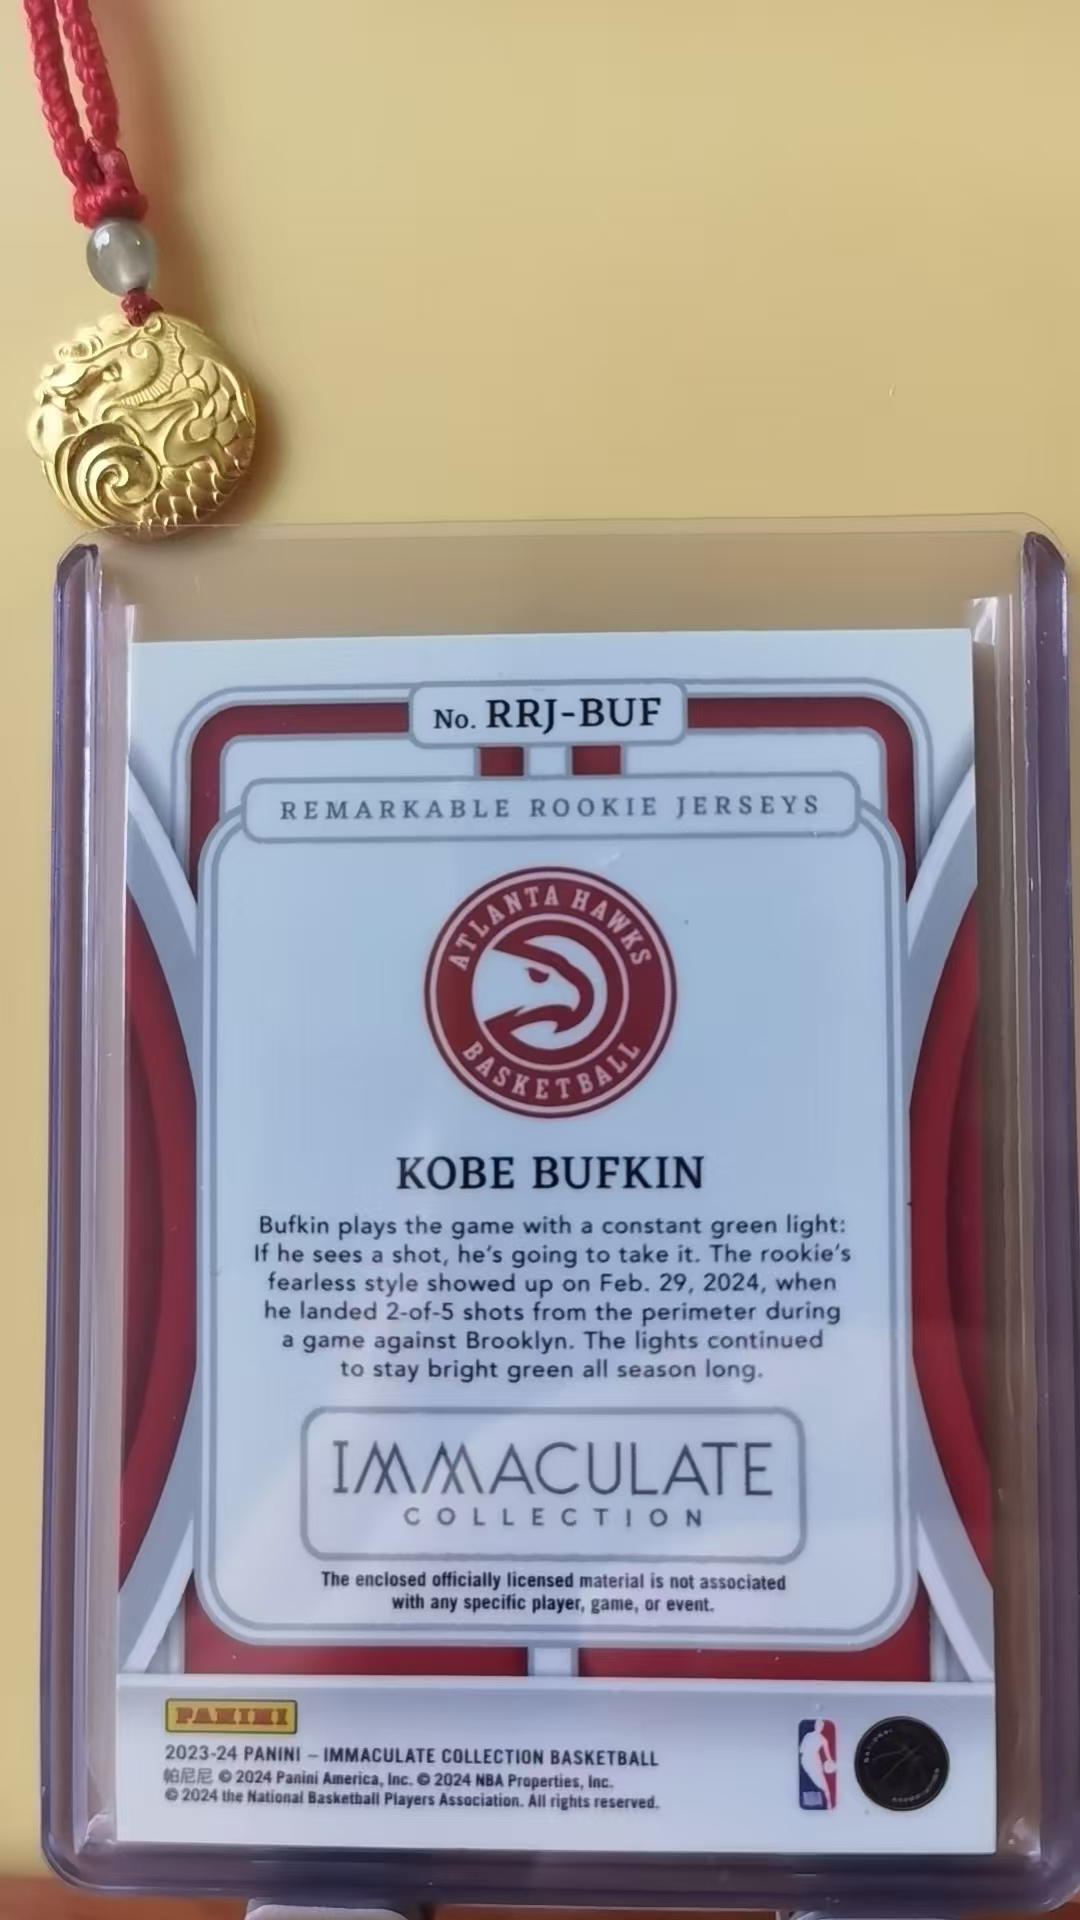 No. RRJ-BUF
REMARKABLE ROOKIE JERSEYS
ATLANTA HAWKS
BASKETBALL
KOBE BUFKIN
Bufkin plays the game with a constant green light:
If he sees a shot, he's going to take it. The rookie's
fearless style showed up on Feb. 29, 2024, when
he landed 2-of-5 shots from the perimeter during
a game against Brooklyn. The lights continued
to stay bright green all season long.
IMMACULATE
COLLECTION
The enclosed officially licensed material is not associated
with any specific player, game, or event.
PANINI
2023-24 PANINI – IMMACULATE COLLECTION BASKETBALL
帕尼尼 © 2024 Panini America, Inc. © 2024 NBA Properties, Inc.
© 2024 the National Basketball Players Association. All rights reserved.
NBA